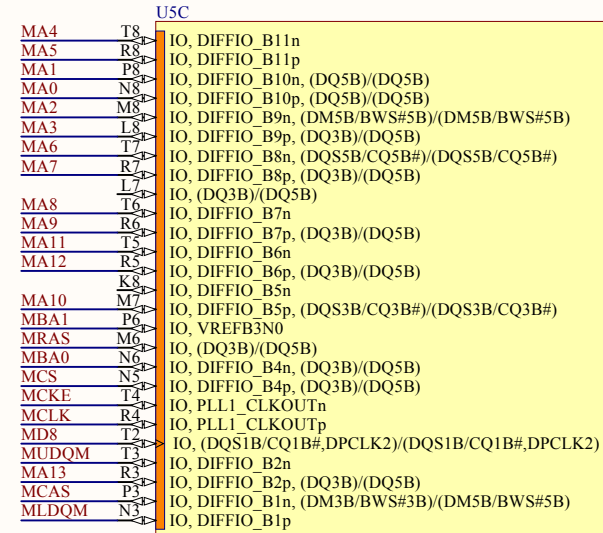 U5C
MA4 T8 IO, DIFFIO_B11n
MA5 R8 IO, DIFFIO_B11p
MA1 P8 IO, DIFFIO_B10n, (DQ5B)/(DQ5B)
MA0 N8 IO, DIFFIO_B10p, (DQ5B)/(DQ5B)
MA2 M8 IO, DIFFIO_B9n, (DM5B/BWS#5B)/(DM5B/BWS#5B)
MA3 L8 IO, DIFFIO_B9p, (DQ3B)/(DQ5B)
MA6 T7 IO, DIFFIO_B8n, (DQS5B/CQ5B#)/(DQS5B/CQ5B#)
MA7 R7 IO, DIFFIO_B8p, (DQ3B)/(DQ5B)
L7 IO, (DQ3B)/(DQ5B)
MA8 T6 IO, DIFFIO_B7n
MA9 R6 IO, DIFFIO_B7p, (DQ3B)/(DQ5B)
MA11 T5 IO, DIFFIO_B6n
MA12 R5 IO, DIFFIO_B6p, (DQ3B)/(DQ5B)
K8 IO, DIFFIO_B5n
MA10 M7 IO, DIFFIO_B5p, (DQS3B/CQ3B#)/(DQS3B/CQ3B#)
MBA1 P6 IO, VREFB3N0
MRAS M6 IO, (DQ3B)/(DQ5B)
MBA0 N6 IO, DIFFIO_B4n, (DQ3B)/(DQ5B)
MCS N5 IO, DIFFIO_B4p, (DQ3B)/(DQ5B)
MCKE T4 IO, PLL1_CLKOUTn
MCLK R4 IO, PLL1_CLKOUTp
MD8 T2 IO, (DQS1B/CQ1B#,DPCLK2)/(DQS1B/CQ1B#,DPCLK2)
MUDQM T3 IO, DIFFIO_B2n
MA13 R3 IO, DIFFIO_B2p, (DQ3B)/(DQ5B)
MCAS P3 IO, DIFFIO_B1n, (DM3B/BWS#3B)/(DM5B/BWS#5B)
MLDQM N3 IO, DIFFIO_B1p